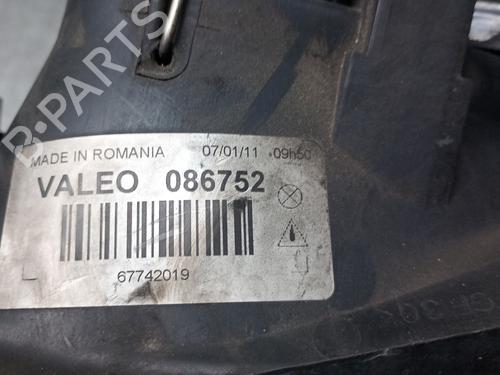 B-PARTS
MADE IN ROMANIA 07/01/11 09h50
VALEO 086752
L
67742019